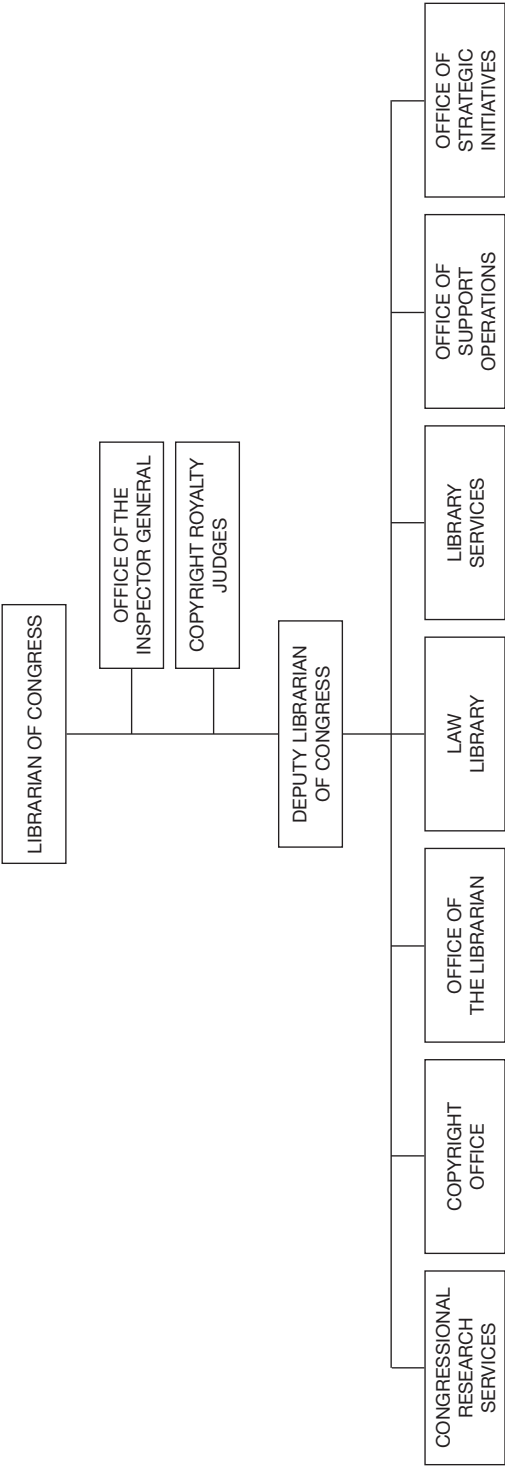 LIBRARIAN OF CONGRESS
OFFICE OF THE
INSPECTOR GENERAL
COPYRIGHT ROYALTY
JUDGES
DEPUTY LIBRARIAN
OF CONGRESS
CONGRESSIONAL
RESEARCH
SERVICES
COPYRIGHT
OFFICE
OFFICE OF
THE LIBRARIAN
LAW
LIBRARY
LIBRARY
SERVICES
OFFICE OF
SUPPORT
OPERATIONS
OFFICE OF
STRATEGIC
INITIATIVES